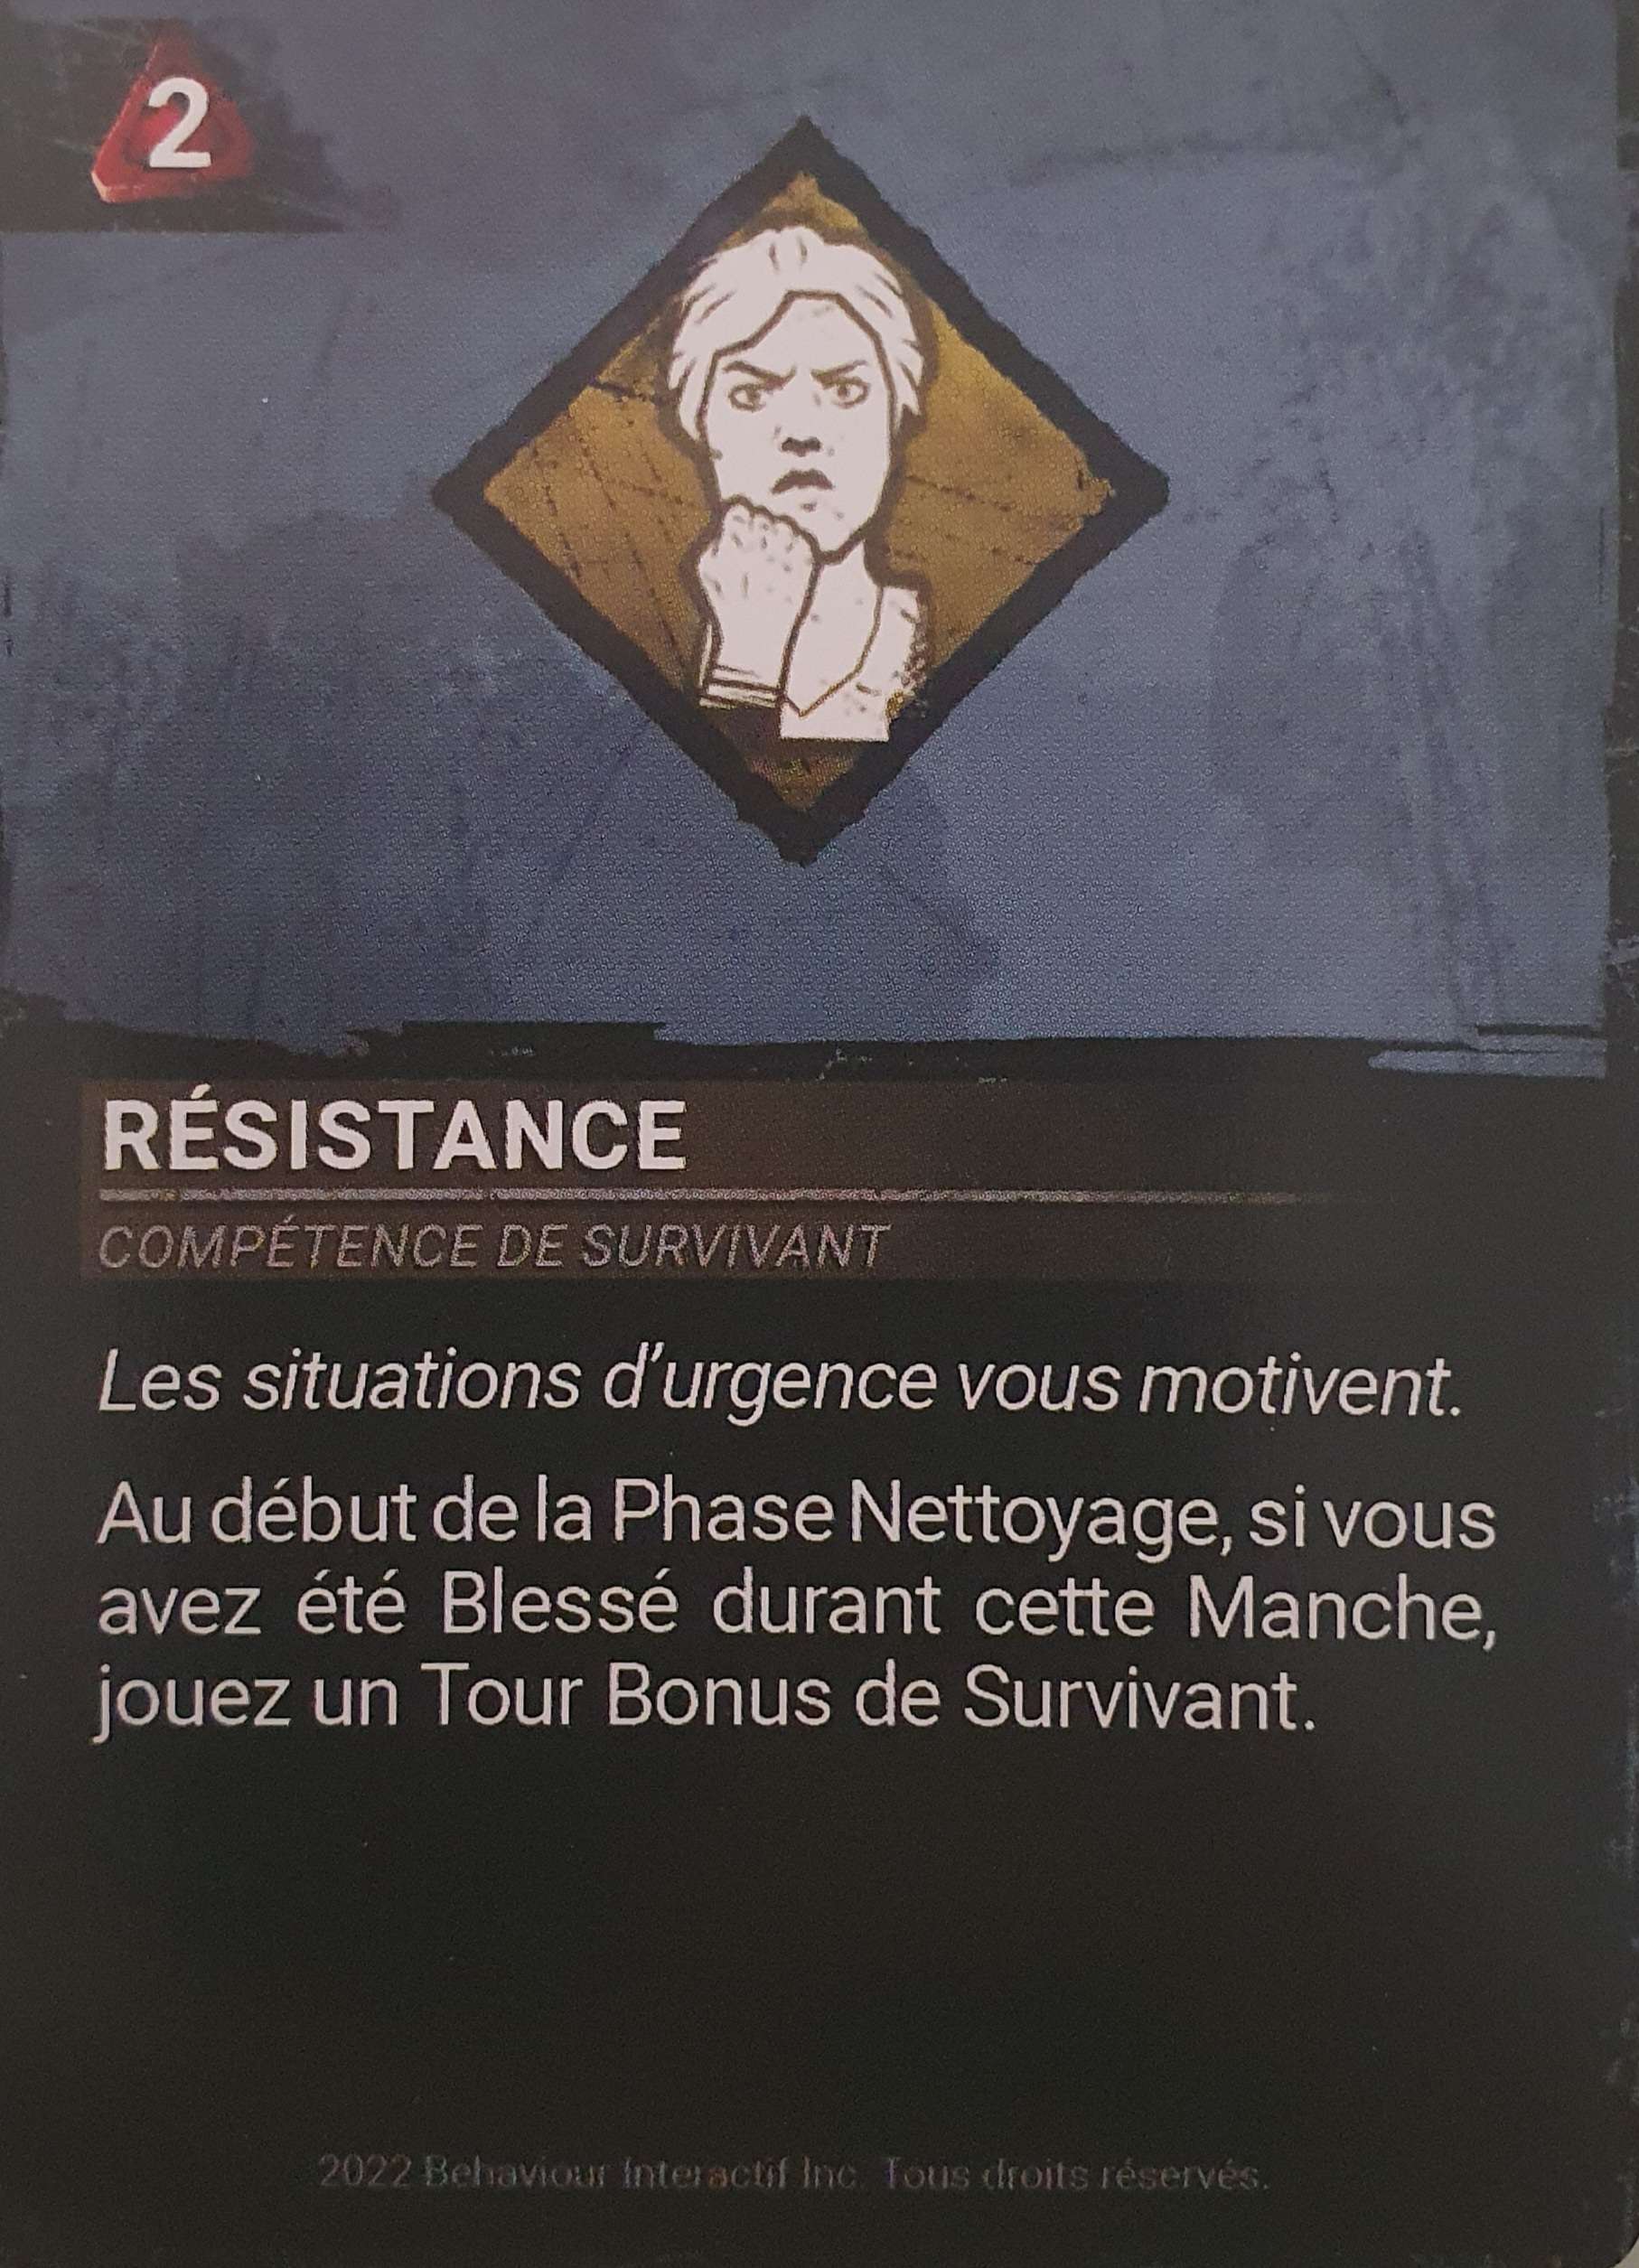 2
RÉSISTANCE
COMPÉTENCE DE SURVIVANT
Les situations d'urgence vous motivent.
Au début de la Phase Nettoyage, si vous
avez été Blessé durant cette Manche,
jouez un Tour Bonus de Survivant.
2022 Behaviour Interactif Inc. Tous droits réservés.